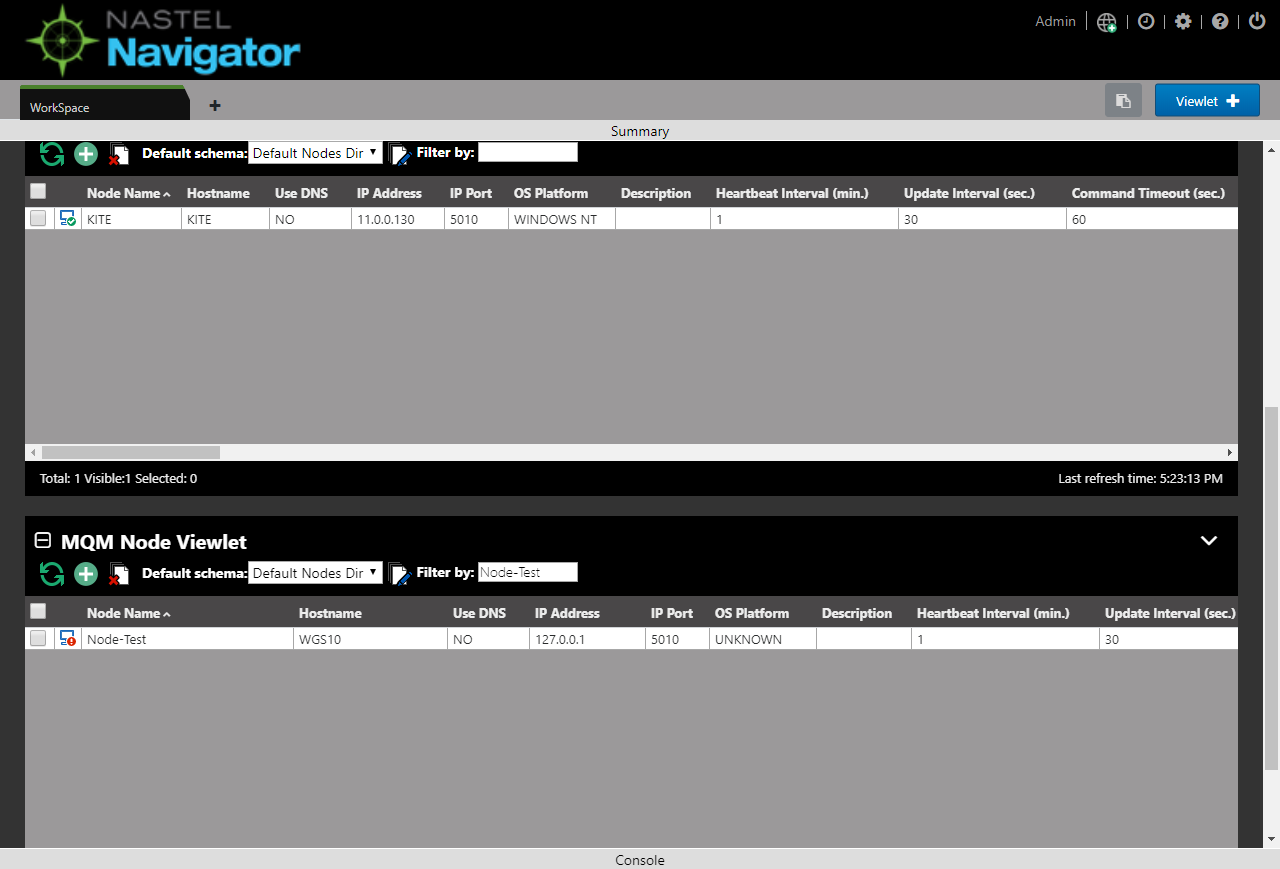 NASTEL
Navigator
Admin
WorkSpace
Viewlet
Summary
Default schema: Default Nodes Dir Filter by:
Node Name Hostname Use DNS IP Address IP Port OS Platform Description Heartbeat Interval (min.) Update Interval (sec.) Command Timeout (sec.)
KITE KITE NO 11.0.0.130 5010 WINDOWS NT 1 30 60
Total: 1 Visible:1 Selected: 0 Last refresh time: 5:23:13 PM
MQM Node Viewlet
Default schema: Default Nodes Dir Filter by: Node-Test
Node Name Hostname Use DNS IP Address IP Port OS Platform Description Heartbeat Interval (min.) Update Interval (sec.)
Node-Test WGS10 NO 127.0.0.1 5010 UNKNOWN 1 30
Console